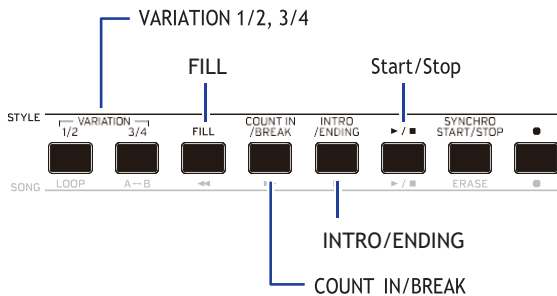 VARIATION 1/2, 3/4
FILL Start/Stop
STYLE VARIATION COUNT IN INTRO SYNCHRO
1/2 3/4 FILL /BREAK /ENDING ►/■ START/STOP ●
SONG LOOP A↔B ◄◄ ►/■ ERASE ●
INTRO/ENDING
COUNT IN/BREAK